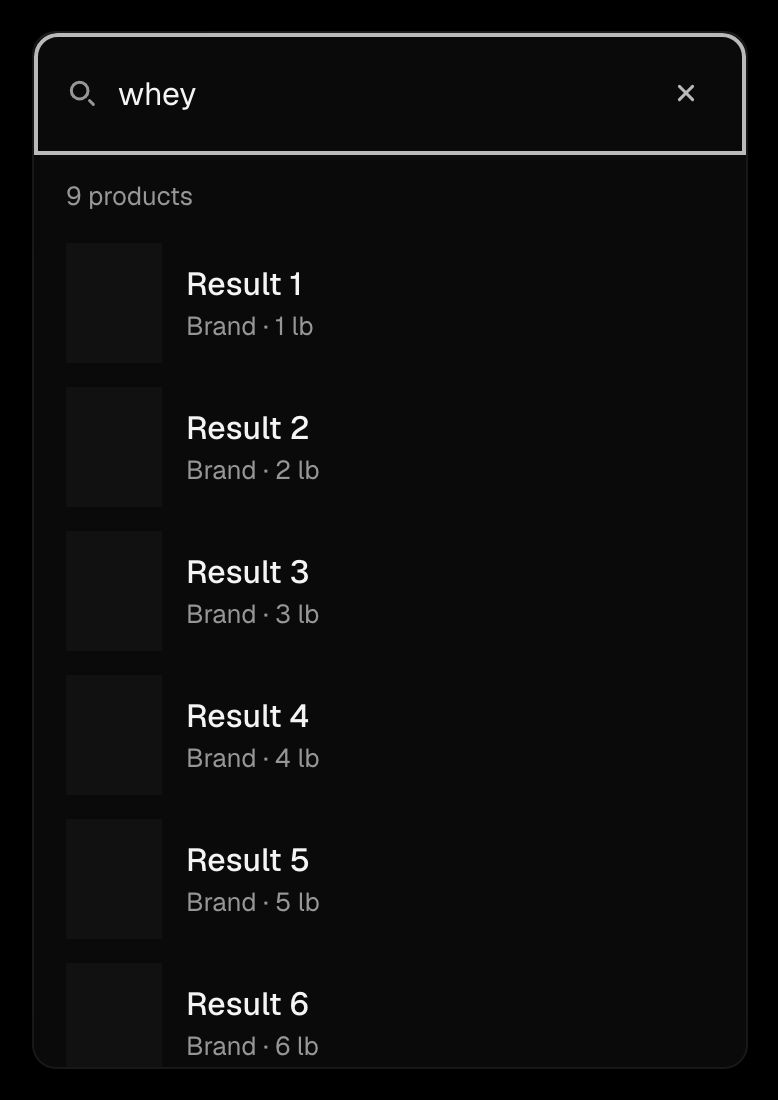 whey
9 products
Result 1
Brand · 1 lb
Result 2
Brand · 2 lb
Result 3
Brand · 3 lb
Result 4
Brand · 4 lb
Result 5
Brand · 5 lb
Result 6
Brand · 6 lb